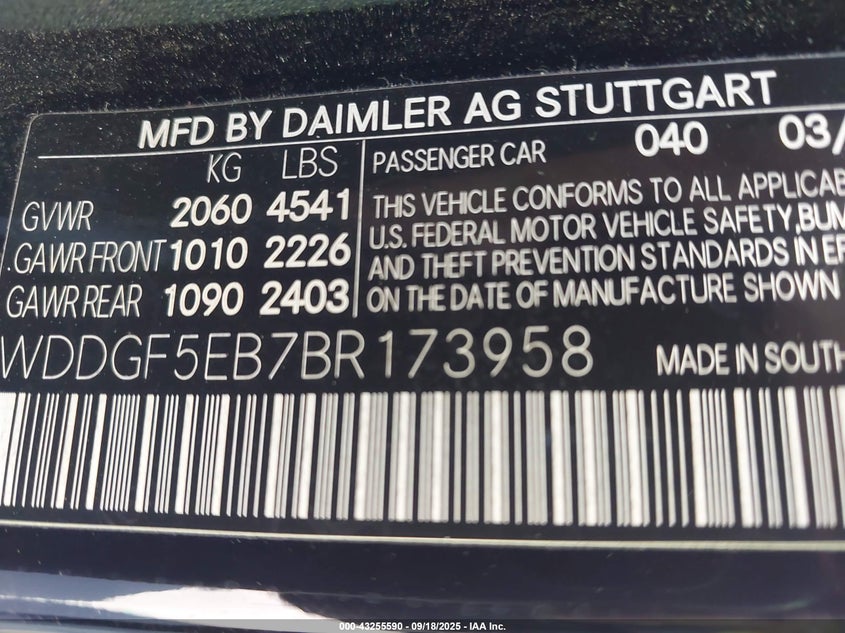 MFD BY DAIMLER AG STUTTGART
KG LBS
GVWR 2060 4541
GAWR FRONT 1010 2226
GAWR REAR 1090 2403
PASSENGER CAR 040 03/
THIS VEHICLE CONFORMS TO ALL APPLICAB
U.S. FEDERAL MOTOR VEHICLE SAFETY, BUM
AND THEFT PREVENTION STANDARDS IN EF
ON THE DATE OF MANUFACTURE SHOWN
WDDGF5EB7BR173958
MADE IN SOUTH
000-43255590 - 09/18/2025 - IAA Inc.